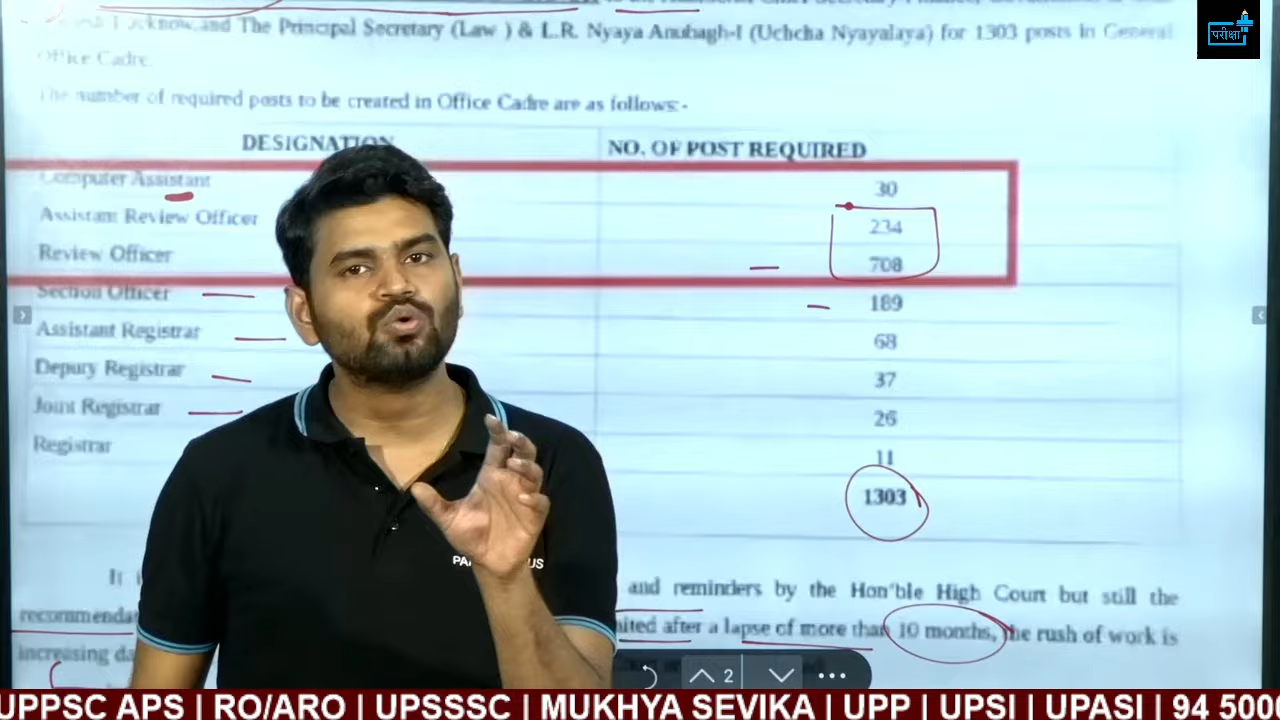 परीक्षा
Lucknow and The Principal Secretary (Law ) & L.R. Nyaya Anubagh-I (Uchcha Nyayalaya) for 1303 posts in General
Office Cadre.
The number of required posts to be created in Office Cadre are as follows:-
DESIGNATION NO. OF POST REQUIRED
Computer Assistant 30
Assistant Review Officer 234
Review Officer 708
Section Officer 189
Assistant Registrar 68
Deputy Registrar 37
Joint Registrar 26
Registrar 11
1303
It and reminders by the Hon'ble High Court but still the
after a lapse of more than 10 months, the rush of work is
increasing
2
UPPSC APS | RO/ARO | UPSSSC | MUKHYA SEVIKA | UPP | UPSI | UPASI | 94 500